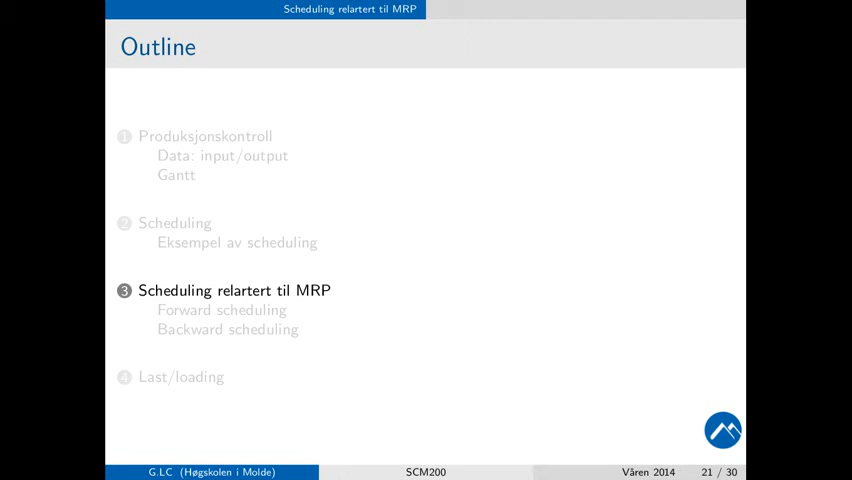 Scheduling relartert til MRP
Outline
1 Produksjonskontroll
Data: input/output
Gantt
2 Scheduling
Eksempel av scheduling
3 Scheduling relartert til MRP
Forward scheduling
Backward scheduling
4 Last/loading
G.LC (Høgskolen i Molde) SCM200 Våren 2014 21 / 30